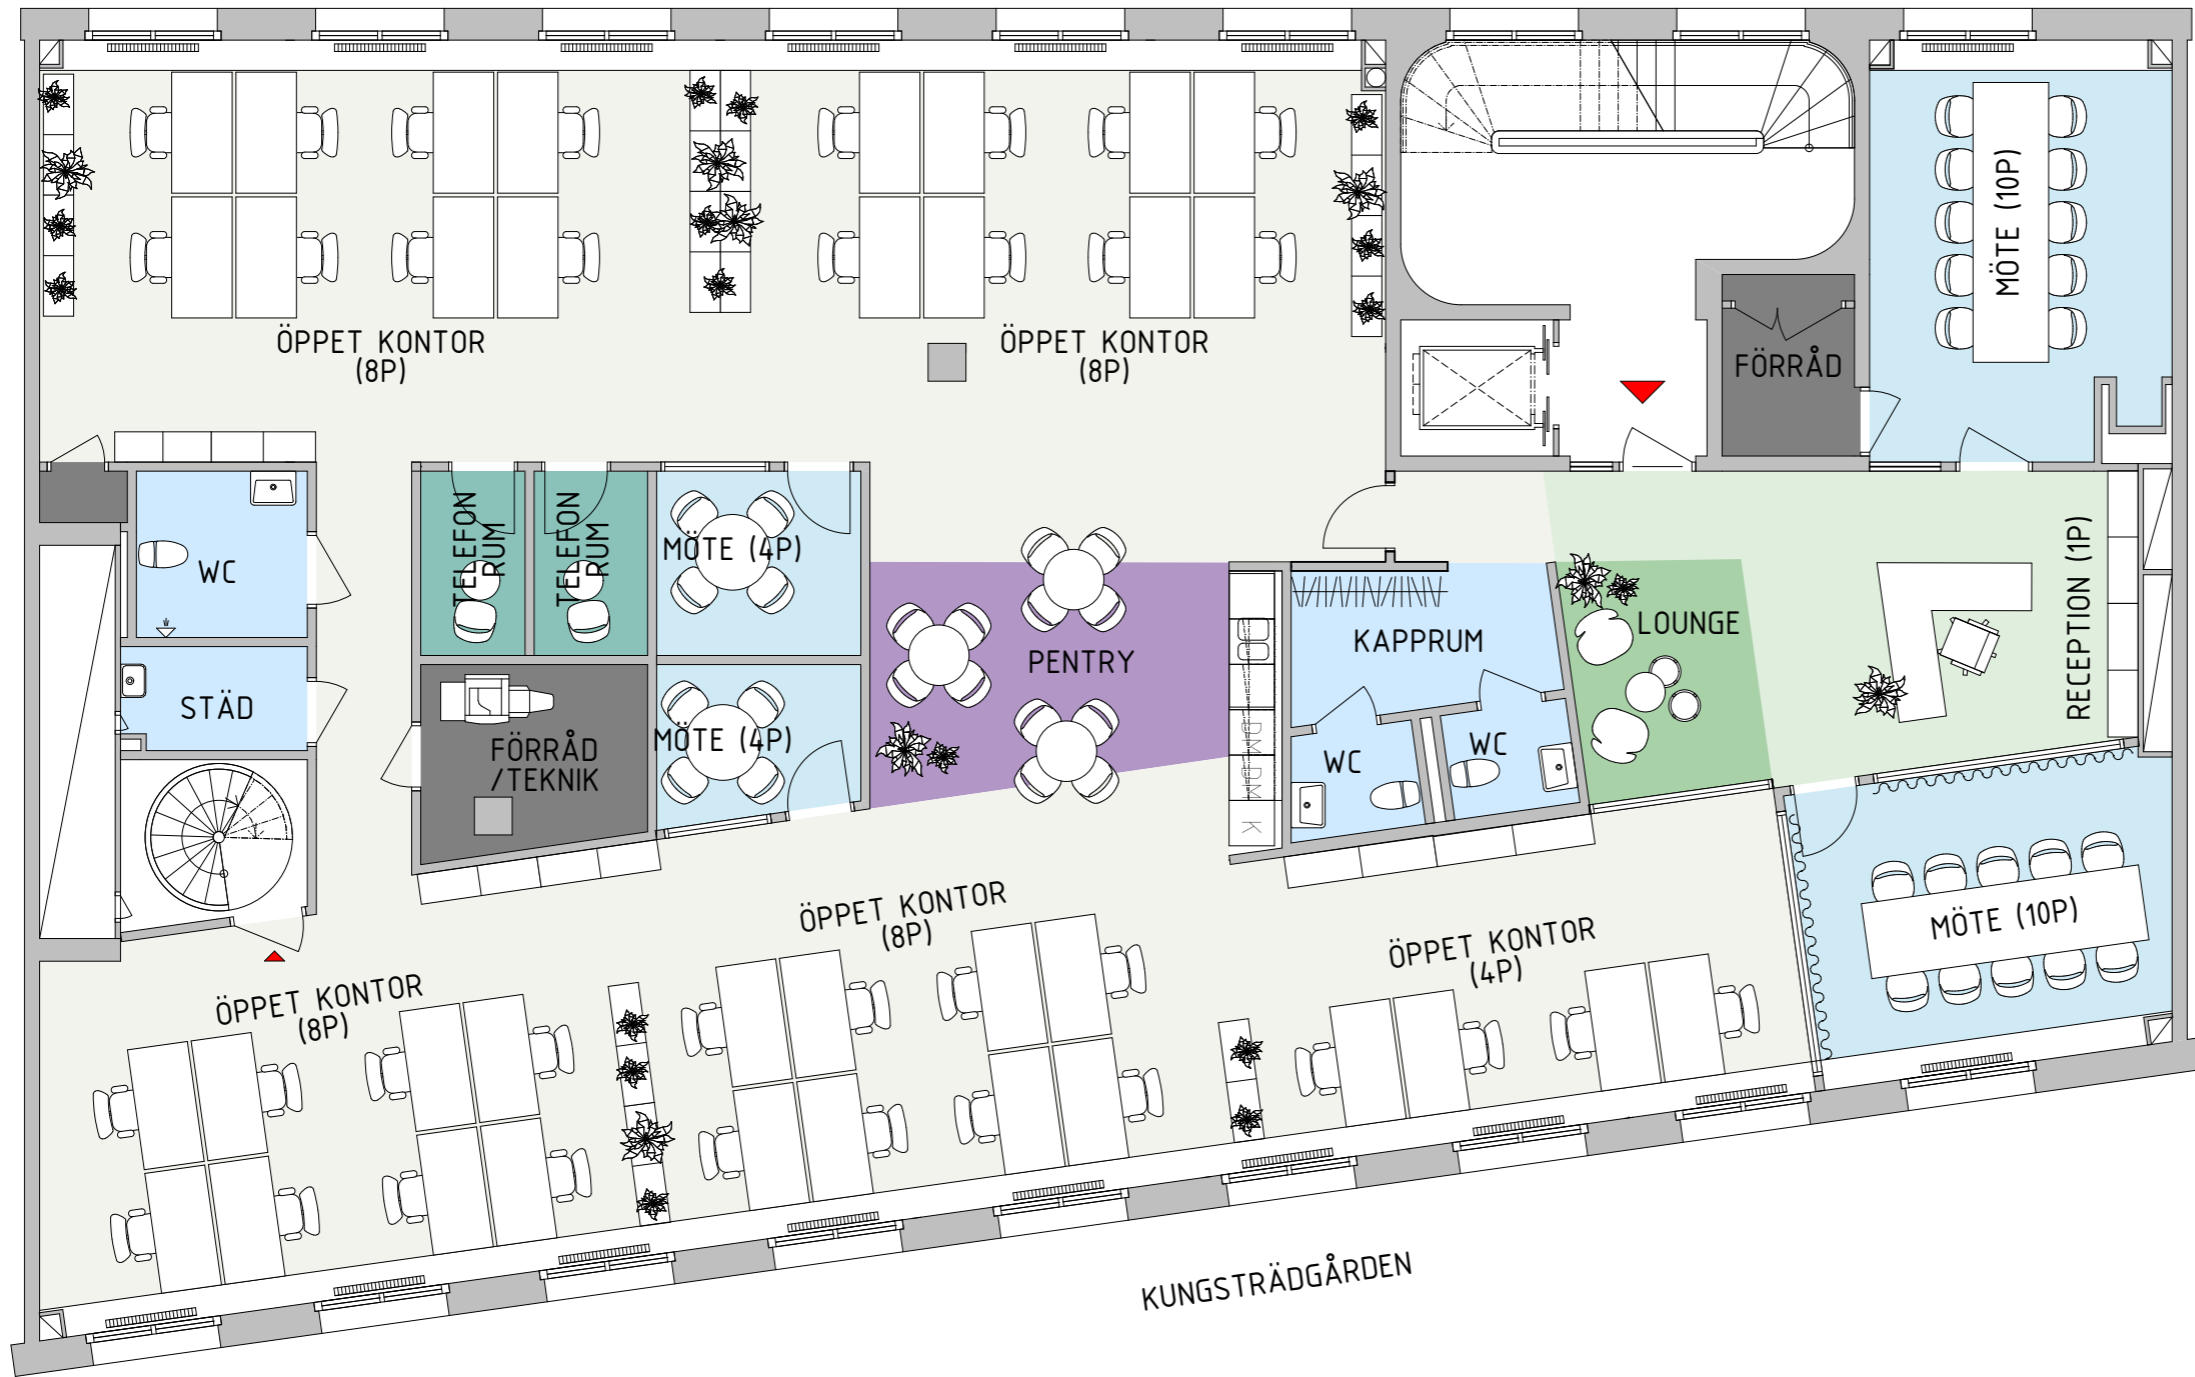 ÖPPET KONTOR
(8P)
ÖPPET KONTOR
(8P)
MÖTE (10P)
FÖRRÅD
WC
TELEFON
RUM
TELEFON
RUM
MÖTE (4P)
PENTRY
KAPPRUM
LOUNGE
RECEPTION (1P)
STÄD
FÖRRÅD
/TEKNIK
MÖTE (4P)
WC
WC
DM
DM
K
ÖPPET KONTOR
(8P)
ÖPPET KONTOR
(8P)
ÖPPET KONTOR
(4P)
MÖTE (10P)
KUNGSTRÄDGÅRDEN